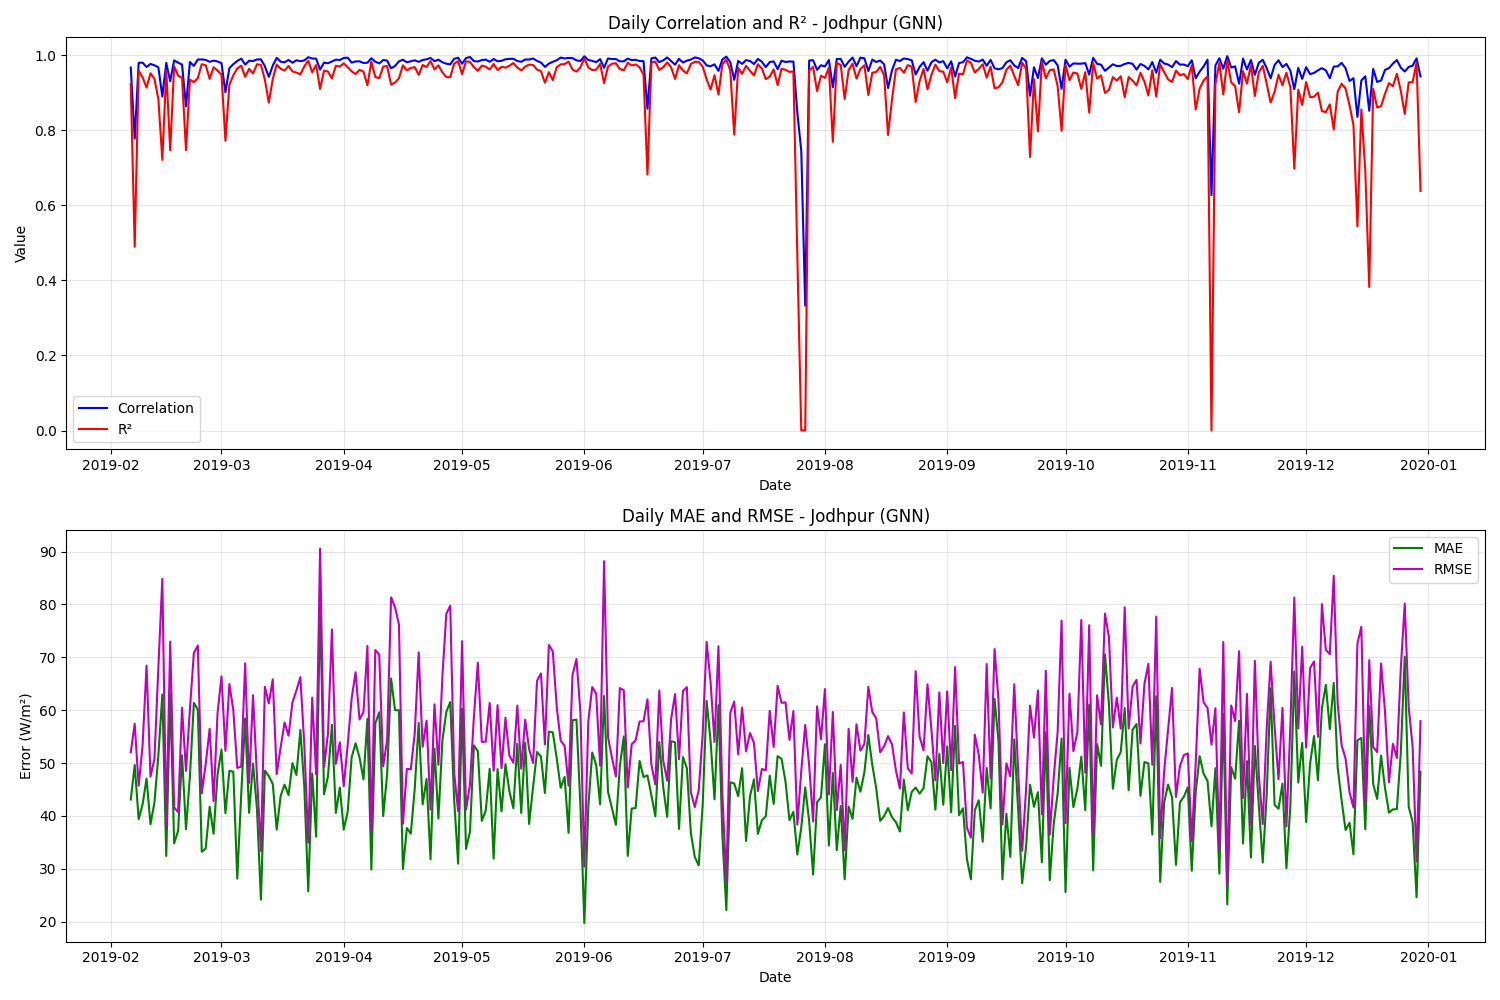 Daily Correlation and R² - Jodhpur (GNN)
Value
1.0
0.8
0.6
0.4
0.2
0.0
Correlation
R²
2019-02 2019-03 2019-04 2019-05 2019-06 2019-07 2019-08 2019-09 2019-10 2019-11 2019-12 2020-01
Date
Daily MAE and RMSE - Jodhpur (GNN)
Error (W/m²)
90
80
70
60
50
40
30
20
MAE
RMSE
2019-02 2019-03 2019-04 2019-05 2019-06 2019-07 2019-08 2019-09 2019-10 2019-11 2019-12 2020-01
Date